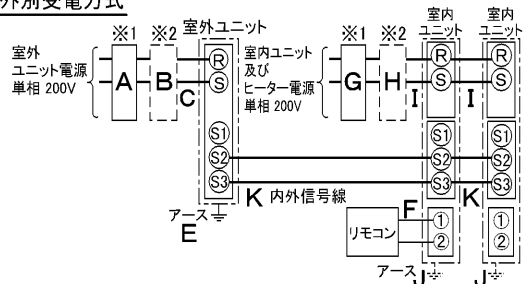 外別受電方式
※1 ※2 室外ユニット
室外
ユニット電源
単相 200V
A B C
R
S
S1
S2
S3
アース
E
※1 ※2
室内ユニット
及び
ヒーター電源
単相 200V
G H I I
室内
ユニット
室内
ユニット
R R
S S
S1 S1
S2 S2
S3 S3
K 内外信号線 K
F
リモコン
① ①
② ②
アース J J